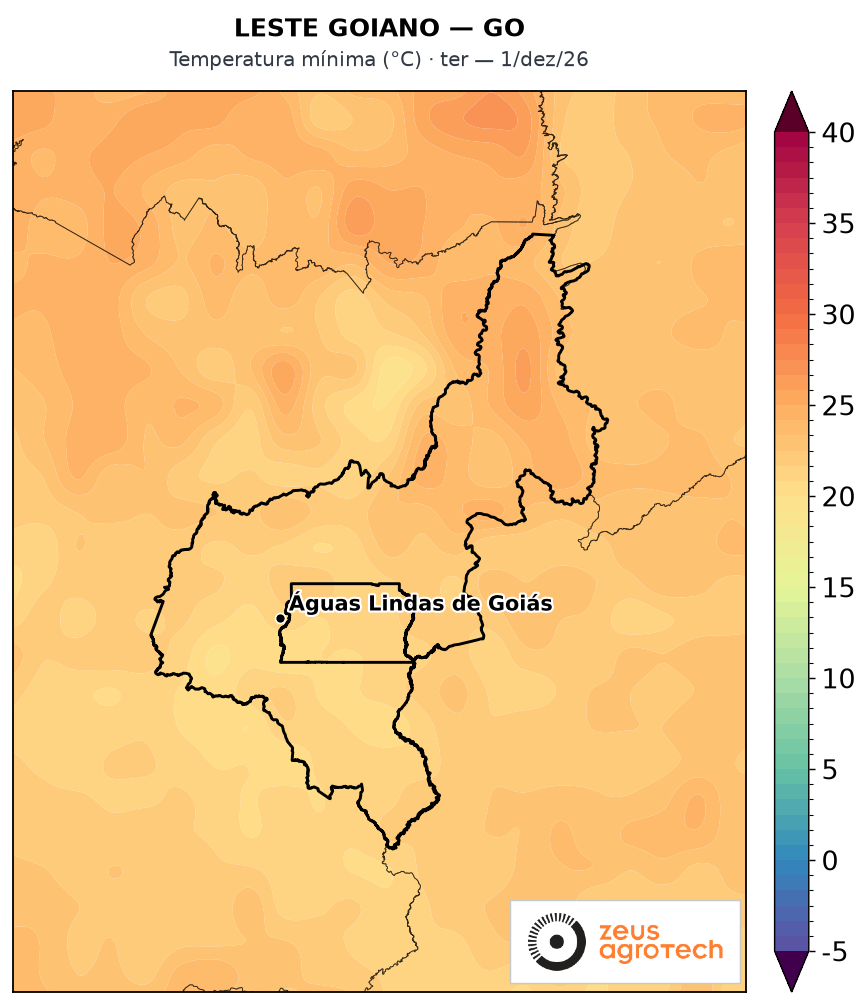 LESTE GOIANO — GO
Temperatura mínima (°C) · ter — 1/dez/26
40
35
30
25
20
15
10
5
0
-5
Águas Lindas de Goiás
zeus
agrotech